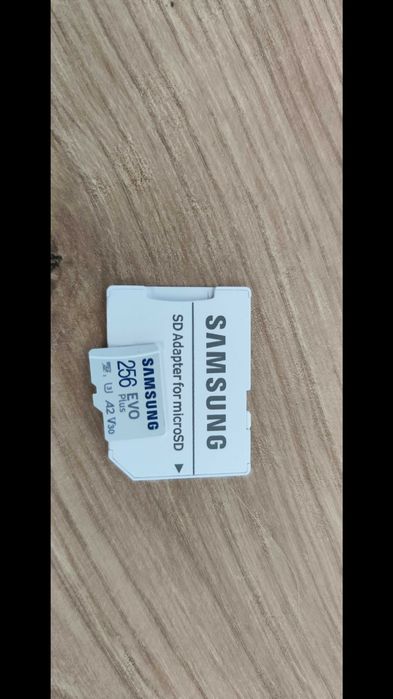 SAMSUNG
SD Adapter for microSD
SAMSUNG
EVO
Plus
256
A2 V30